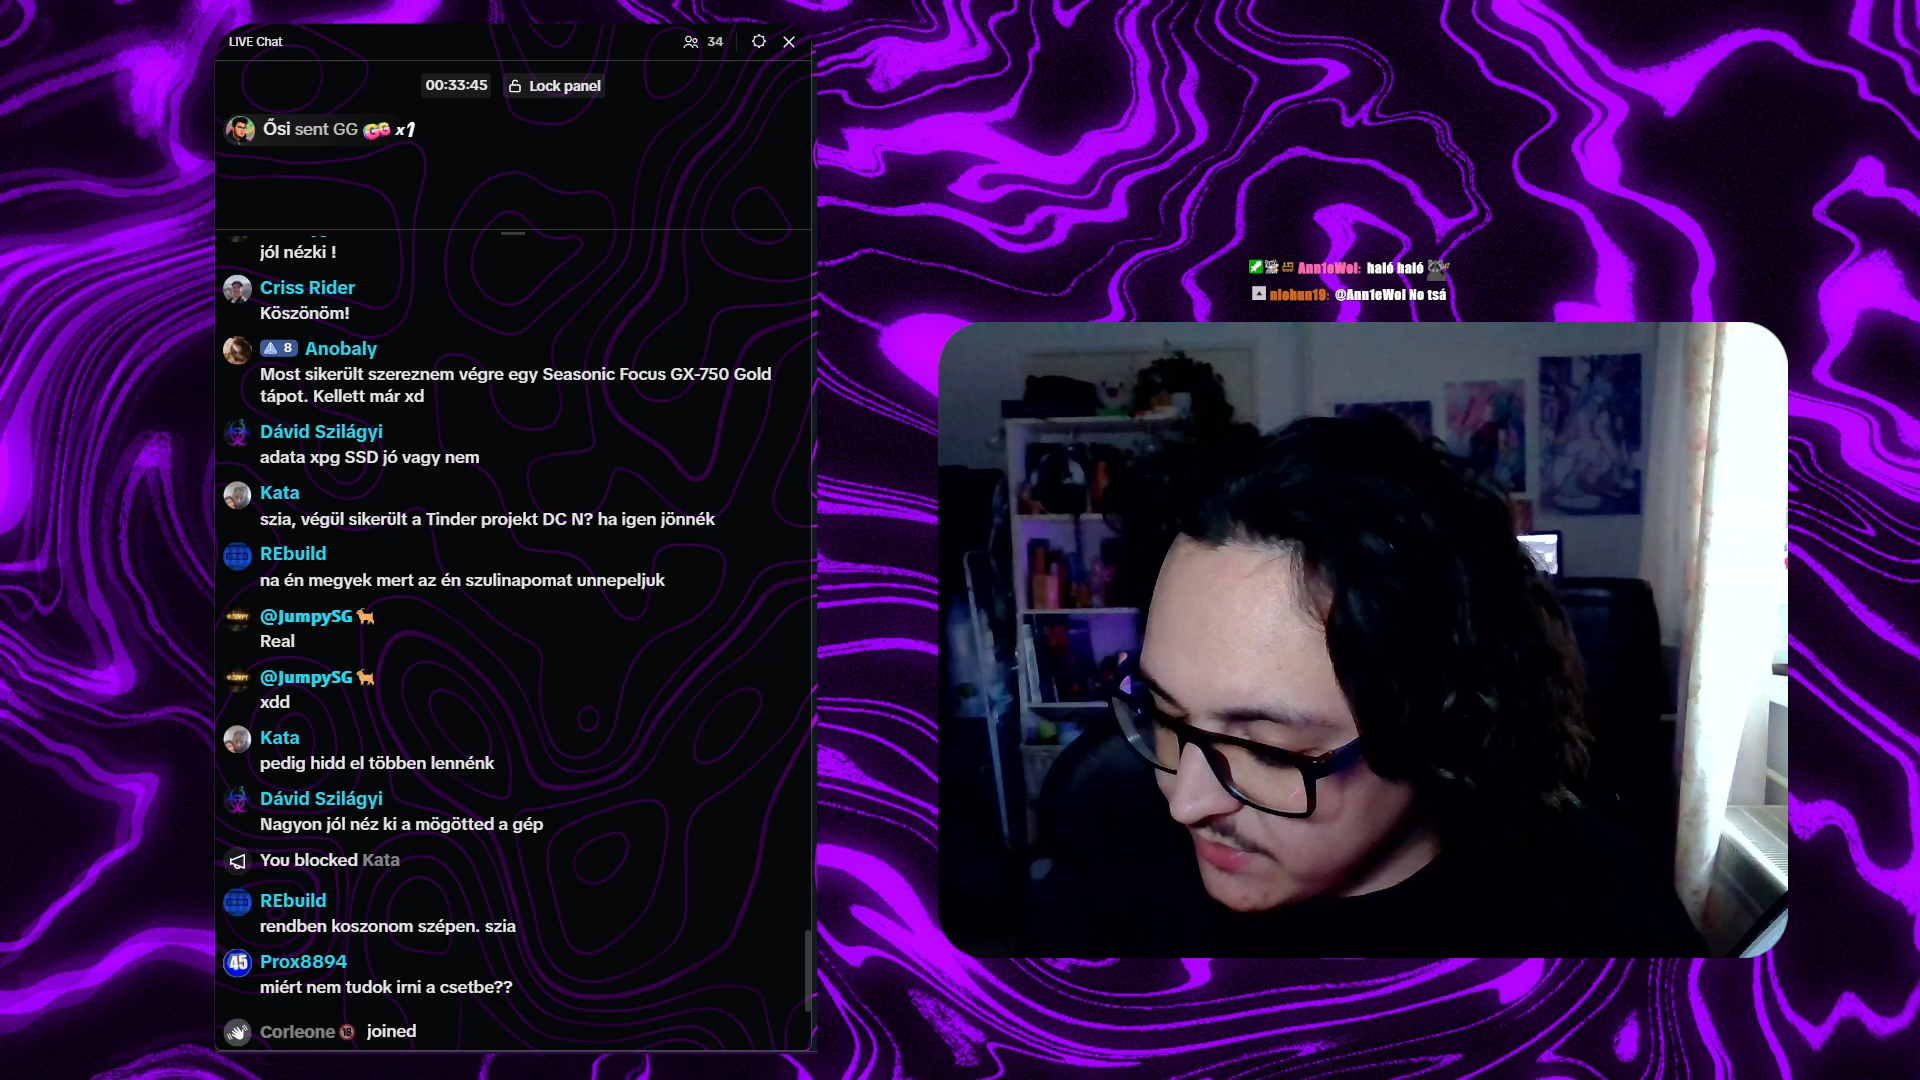 LIVE Chat
34
00:33:45
Lock panel
Ősi sent GG GG x1
jól nézki !
Criss Rider
Köszönöm!
8 Anobaly
Most sikerült szereznem végre egy Seasonic Focus GX-750 Gold
tápot. Kellett már xd
Dávid Szilágyi
adata xpg SSD jó vagy nem
Kata
szia, végül sikerült a Tinder projekt DC N? ha igen jönnék
REbuild
na én megyek mert az én szulinapomat unnepeljuk
@JumpySG
Real
@JumpySG
xdd
Kata
pedig hidd el többen lennénk
Dávid Szilágyi
Nagyon jól néz ki a mögötted a gép
You blocked Kata
REbuild
rendben koszonom szépen. szia
45
Prox8894
miért nem tudok irni a csetbe??
Corleone joined
Ann1eWol: haló haló
niohun19: @Ann1eWol No tsá